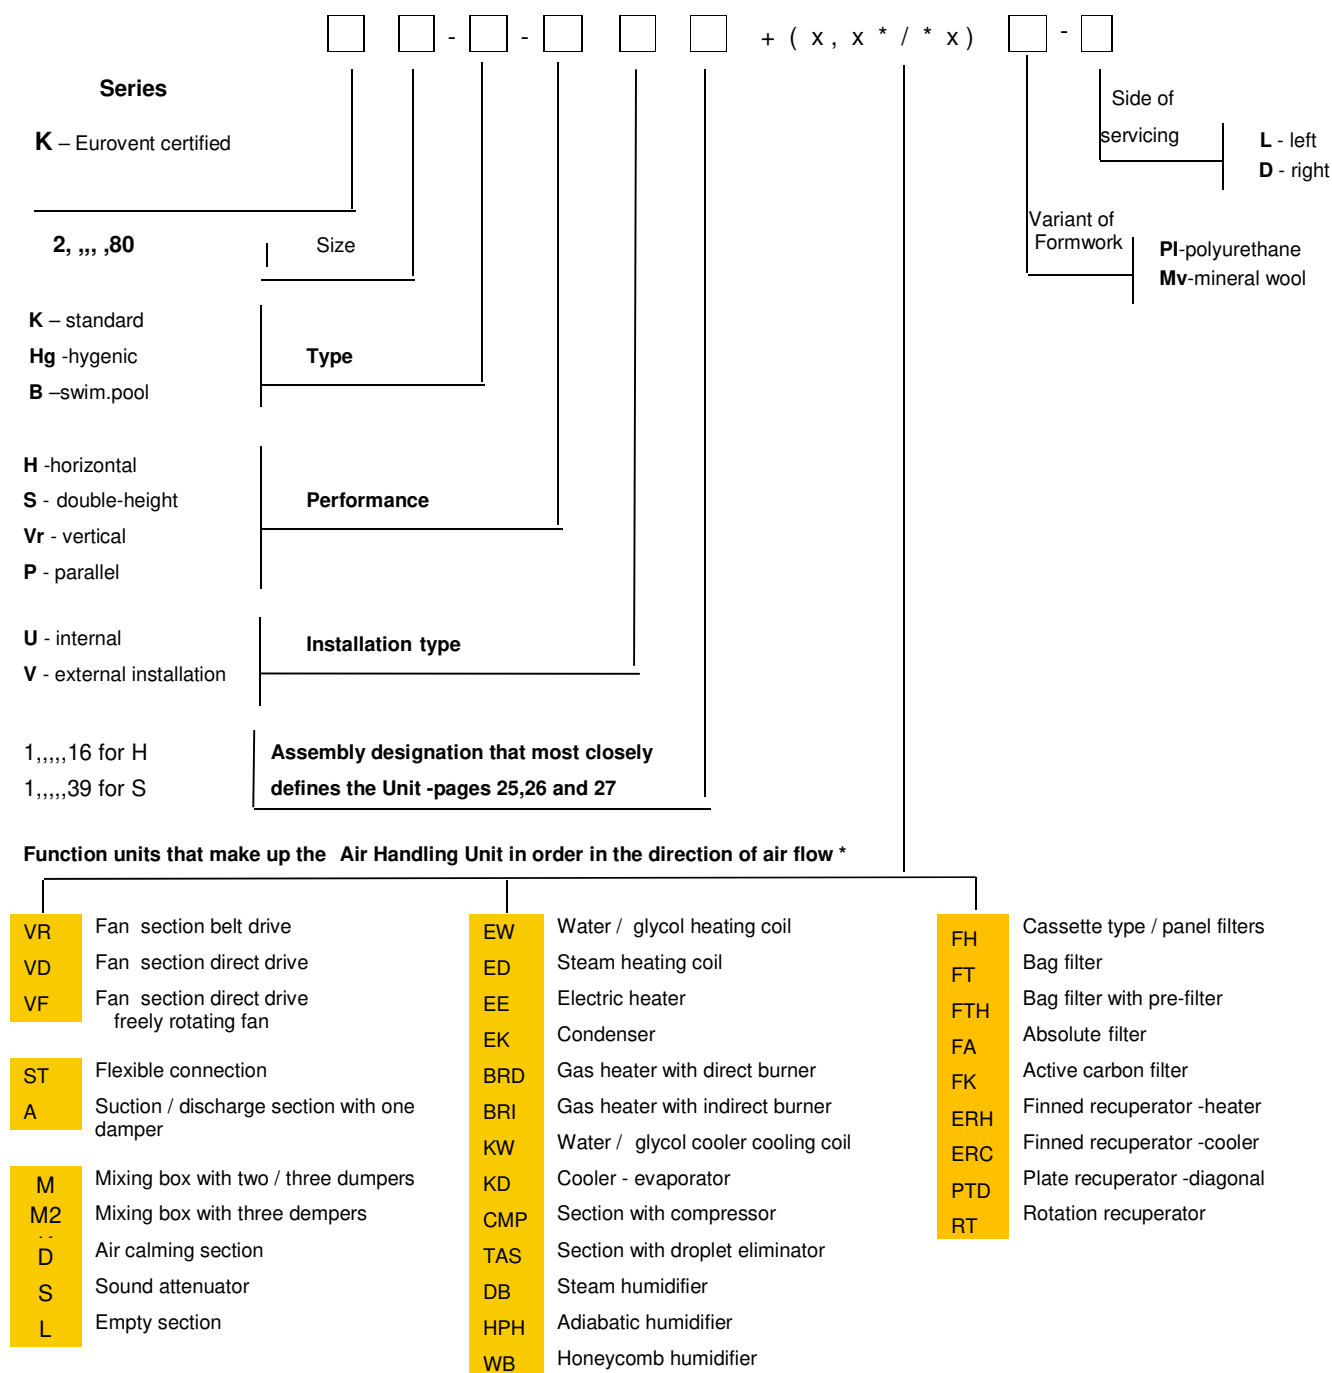 - - + ( x , x * / * x) -
Series
K – Eurovent certified
Side of
servicing
L - left
D - right
2, ,,, ,80
Size
Variant of
Formwork
PI-polyurethane
Mv-mineral wool
K – standard
Hg -hygenic
B –swim.pool
Type
H -horizontal
S - double-height
Vr - vertical
P - parallel
Performance
U - internal
V - external installation
Installation type
1,,,,,16 for H
1,,,,,39 for S
Assembly designation that most closely
defines the Unit -pages 25,26 and 27
Function units that make up the Air Handling Unit in order in the direction of air flow *
VR Fan section belt drive
VD Fan section direct drive
VF Fan section direct drive
freely rotating fan
ST Flexible connection
A Suction / discharge section with one
damper
M Mixing box with two / three dumpers
M2 Mixing box with three dempers
D Air calming section
S Sound attenuator
L Empty section
EW Water / glycol heating coil
ED Steam heating coil
EE Electric heater
EK Condenser
BRD Gas heater with direct burner
BRI Gas heater with indirect burner
KW Water / glycol cooler cooling coil
KD Cooler - evaporator
CMP Section with compressor
TAS Section with droplet eliminator
DB Steam humidifier
HPH Adiabatic humidifier
WB Honeycomb humidifier
FH Cassette type / panel filters
FT Bag filter
FTH Bag filter with pre-filter
FA Absolute filter
FK Active carbon filter
ERH Finned recuperator -heater
ERC Finned recuperator -cooler
PTD Plate recuperator -diagonal
RT Rotation recuperator